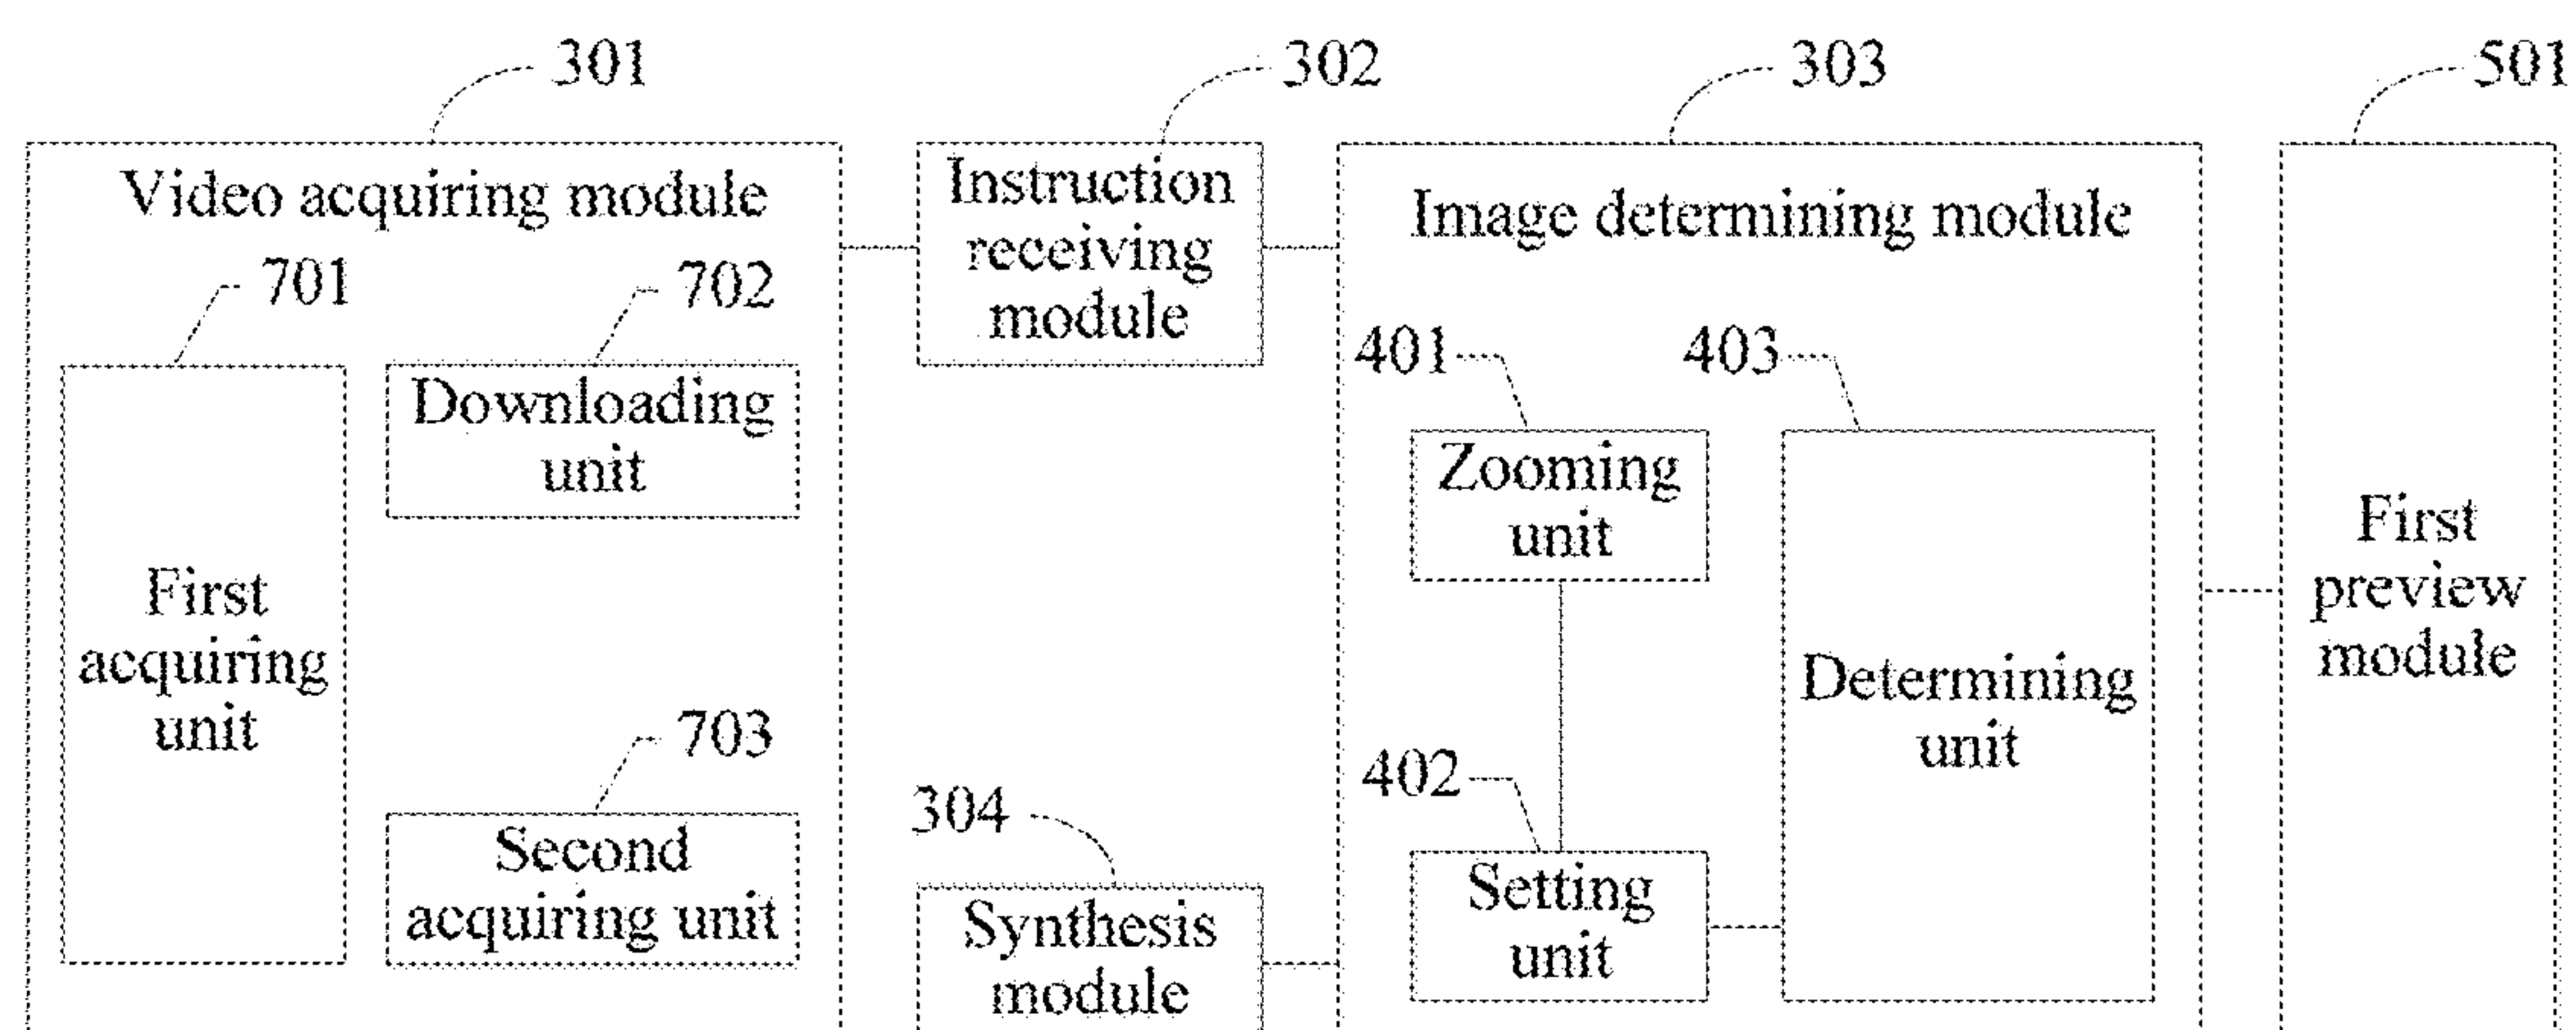 301
302
303
501
Video acquiring module
Instruction
receiving
module
Image determining module
701
702
401
403
Downloading
unit
Zooming
unit
First
acquiring
unit
First
preview
module
Determining
unit
703
402
304
Second
acquiring unit
Setting
unit
Synthesis
module